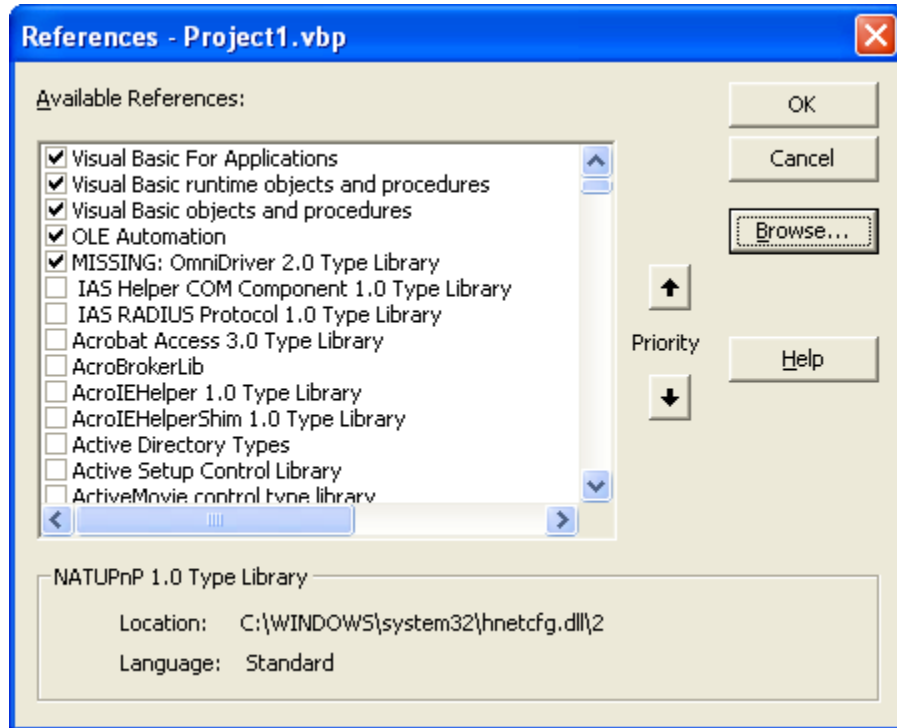 References - Project1.vbp
Available References:
OK
Cancel
Browse...
Help
Visual Basic For Applications
Visual Basic runtime objects and procedures
Visual Basic objects and procedures
OLE Automation
MISSING: OmniDriver 2.0 Type Library
IAS Helper COM Component 1.0 Type Library
IAS RADIUS Protocol 1.0 Type Library
Acrobat Access 3.0 Type Library
AcroBrokerLib
AcroIEHelper 1.0 Type Library
AcroIEHelperShim 1.0 Type Library
Active Directory Types
Active Setup Control Library
ActiveMovie control type library
Priority
NATUPnP 1.0 Type Library
Location: C:\WINDOWS\system32\hnetcfg.dll\2
Language: Standard